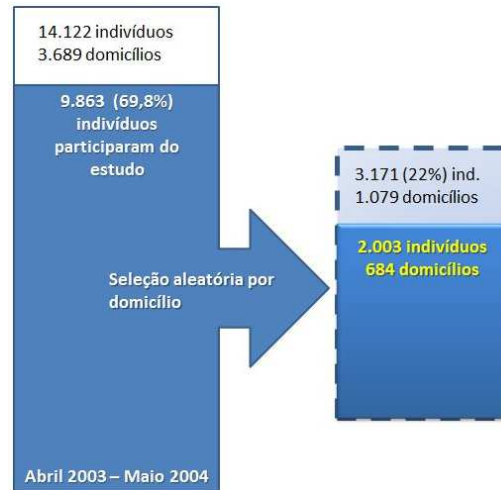 14.122 indivíduos
3.689 domicílios
9.863 (69,8%)
indivíduos
participaram do
estudo
Seleção aleatória por
domicílio
Abril 2003 – Maio 2004
3.171 (22%) ind.
1.079 domicílios
2.003 indivíduos
684 domicílios